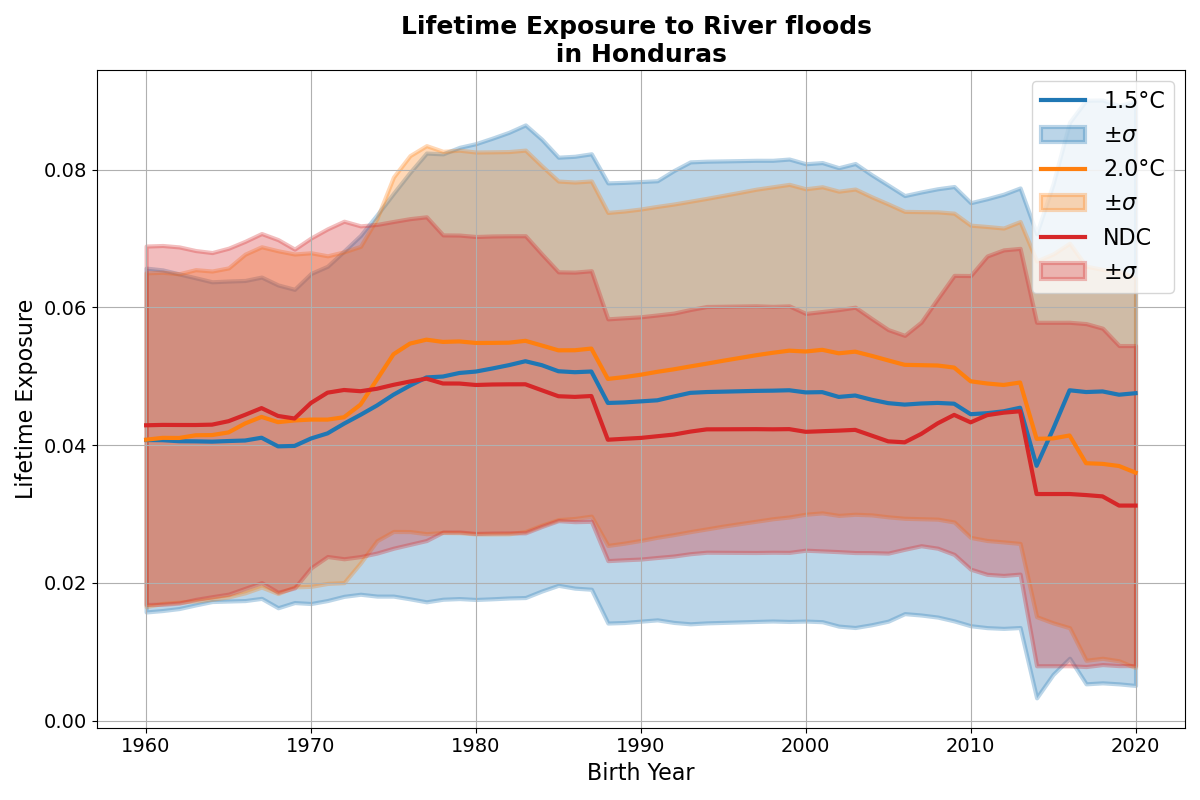 Lifetime Exposure to River floods
in Honduras
Lifetime Exposure
0.08
0.06
0.04
0.02
0.00
1960
1970
1980
1990
2000
2010
2020
Birth Year
1.5°C
±σ
2.0°C
±σ
NDC
±σ